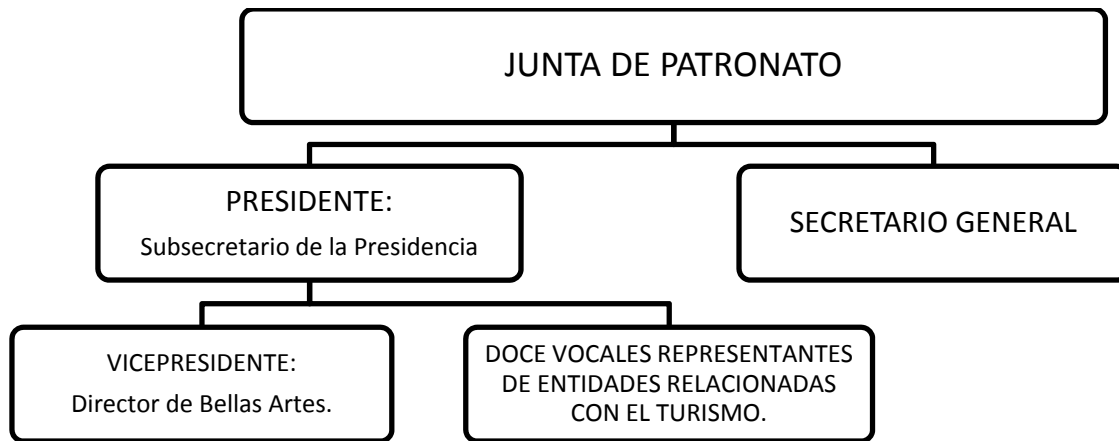 JUNTA DE PATRONATO
PRESIDENTE:
Subsecretario de la Presidencia
SECRETARIO GENERAL
VICEPRESIDENTE:
Director de Bellas Artes.
DOCE VOCALES REPRESENTANTES
DE ENTIDADES RELACIONADAS
CON EL TURISMO.